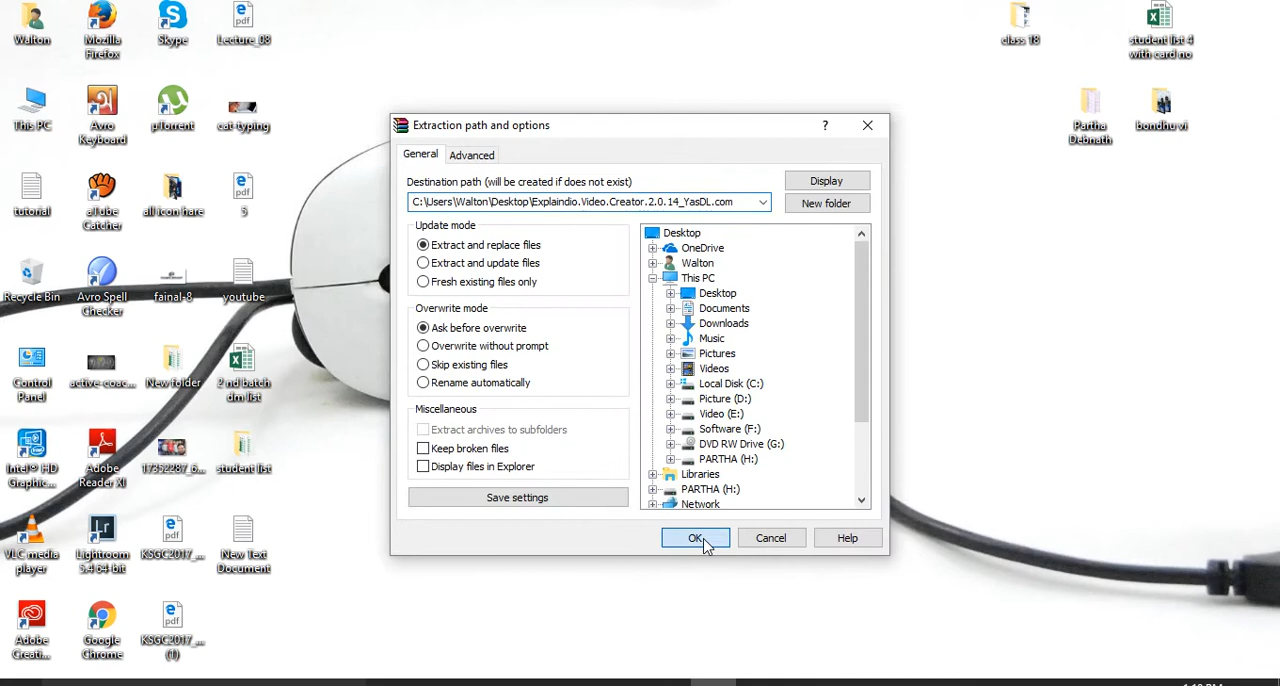 Walton
Mozilla
Firefox
Skype
Lecture_08
class 18
student list 4
with card no
This PC
Avro
Keyboard
µTorrent
cat-typing
Partha
Debnath
bondhu vi
tutorial
aTube
Catcher
all icon hare
5
Recycle Bin
Avro Spell
Checker
fainal-8
youtube
Control
Panel
active-coac...
New folder
2 nd batch
dm list
Intel® HD
Graphic...
Adobe
Reader XI
17352287_6...
student list
VLC media
player
Lightroom
5.4 64-bit
KSGC2017_...
New Text
Document
Adobe
Creati...
Google
Chrome
KSGC2017_...
(1)
Extraction path and options
General
Advanced
Destination path (will be created if does not exist)
Display
C:\Users\Walton\Desktop\Explaindio.Video.Creator.2.0.14_YasDL.com
New folder
Update mode
Extract and replace files
Extract and update files
Fresh existing files only
Overwrite mode
Ask before overwrite
Overwrite without prompt
Skip existing files
Rename automatically
Miscellaneous
Extract archives to subfolders
Keep broken files
Display files in Explorer
Save settings
Desktop
OneDrive
Walton
This PC
Desktop
Documents
Downloads
Music
Pictures
Videos
Local Disk (C:)
Picture (D:)
Video (E:)
Software (F:)
DVD RW Drive (G:)
PARTHA (H:)
Libraries
PARTHA (H:)
Network
OK
Cancel
Help